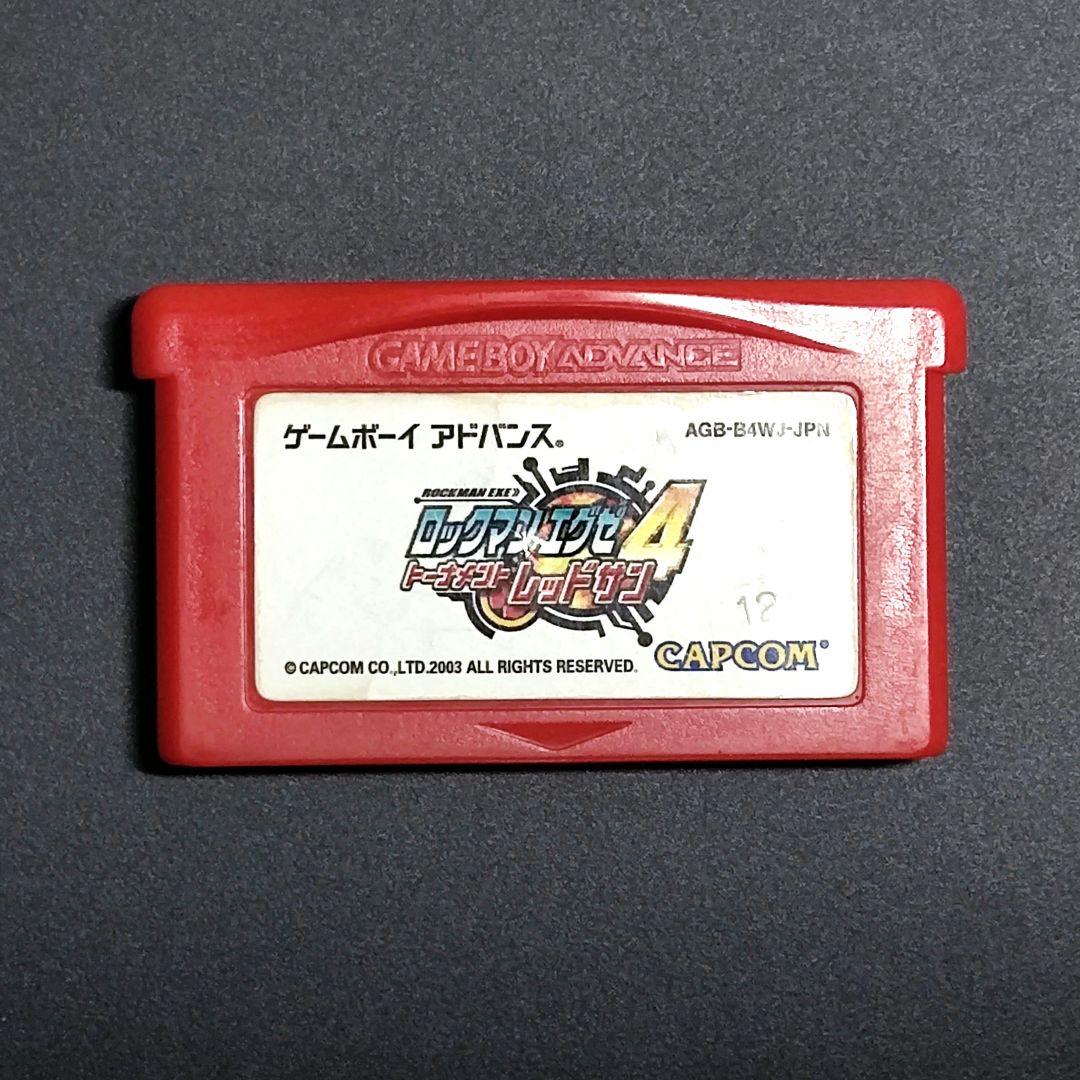 GAME BOY ADVANCE
ゲームボーイ アドバンス®
AGB-B4WJ-JPN
ROCKMAN EXE
ロックマンエグゼ4
トーナメント レッドサン
12
© CAPCOM CO.,LTD.2003 ALL RIGHTS RESERVED.
CAPCOM®